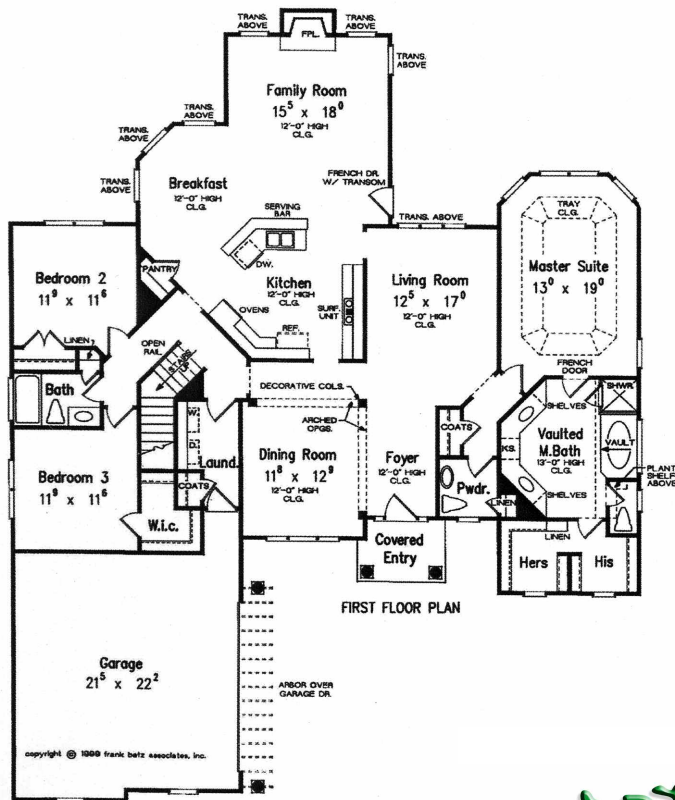 TRANS.
ABOVE
TRANS.
ABOVE
FPL.
TRANS.
ABOVE
Family Room
15⁵ x 18⁰
12'-0" HIGH
CLG.
TRANS.
ABOVE
TRANS.
ABOVE
TRANS.
ABOVE
Breakfast
12'-0" HIGH
CLG.
FRENCH DR.
W/ TRANSOM
SERVING
BAR
TRANS. ABOVE
TRAY
CLG.
DW.
PANTRY
Bedroom 2
11⁹ x 11⁶
Kitchen
12'-0" HIGH
CLG.
Living Room
12⁵ x 17⁰
12'-0" HIGH
CLG.
Master Suite
13⁰ x 19⁰
OVENS
SURF.
UNIT
REF.
LINEN
OPEN
RAIL
STAIRS
UP
FRENCH
DOOR
DECORATIVE COLS.
SHELVES
SHWR.
Bath
W.
D.
ARCHED
OPGS.
COATS
Vaulted
M.Bath
13'-0" HIGH
CLG.
VAULT
KS.
Laund.
Dining Room
11⁸ x 12⁹
12'-0" HIGH
CLG.
Foyer
12'-0" HIGH
CLG.
Bedroom 3
11⁹ x 11⁶
COATS
Pwdr.
LINEN
SHELVES
PLANT
SHELF
ABOVE
W.i.c.
LINEN
Covered
Entry
Hers
His
FIRST FLOOR PLAN
Garage
21⁵ x 22²
ARBOR OVER
GARAGE DR.
copyright © 1999 frank betz associates, inc.